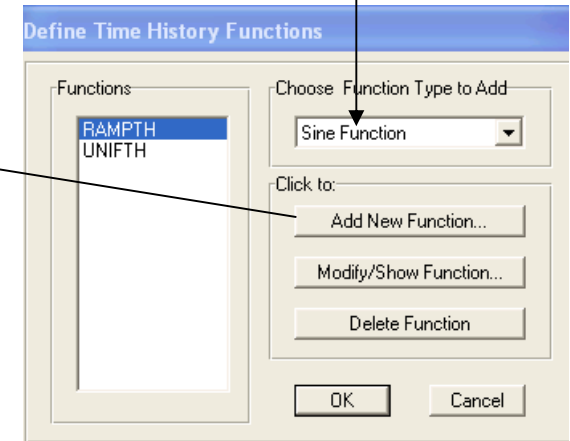 Define Time History Functions
Functions
RAMPTH
UNIFTH
Choose Function Type to Add
Sine Function
Click to:
Add New Function...
Modify/Show Function...
Delete Function
OK
Cancel